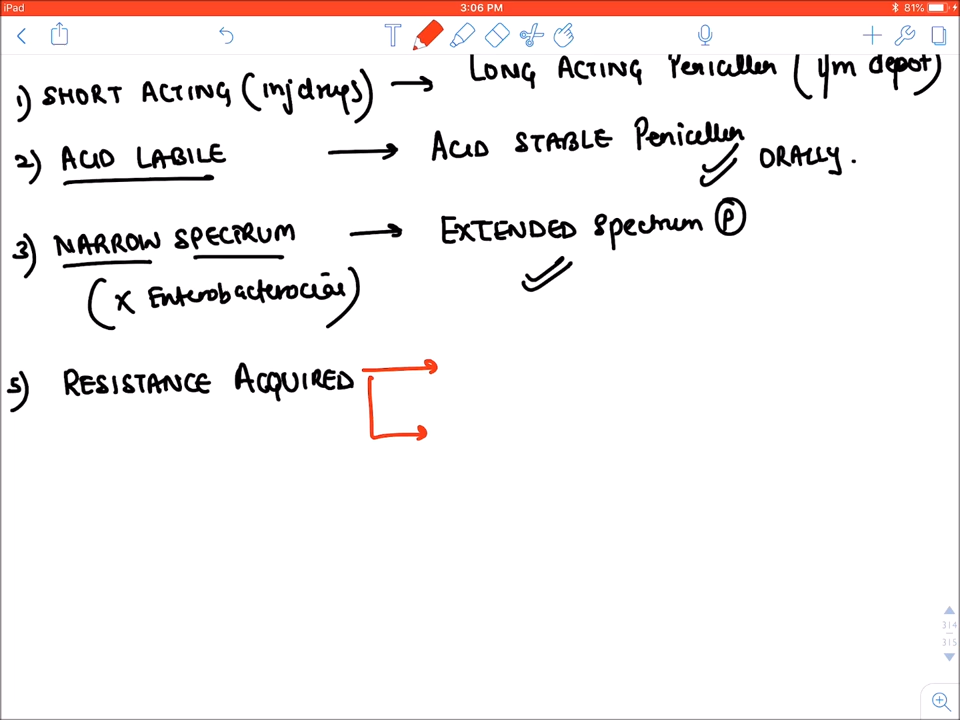 iPad 3:06 PM 81%
T
1) SHORT ACTING (inj drugs) → LONG ACTING Penicillin (I/m depot)
2) ACID LABILE → ACID STABLE Penicillin ORALLY.
3) NARROW SPECTRUM → EXTENDED Spectrum P
(x Enterobacterociae)
5) RESISTANCE ACQUIRED
314
315